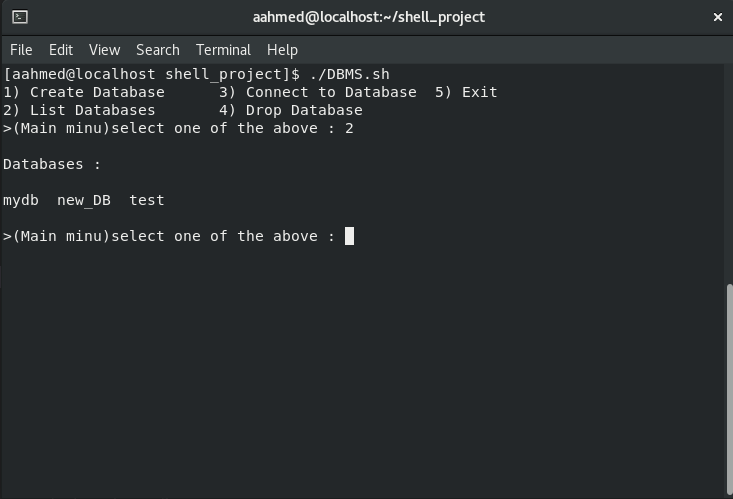 aahmed@localhost:~/shell_project
File Edit View Search Terminal Help
[aahmed@localhost shell_project]$ ./DBMS.sh
1) Create Database      3) Connect to Database  5) Exit
2) List Databases       4) Drop Database
>(Main minu)select one of the above : 2
Databases :
mydb  new_DB  test
>(Main minu)select one of the above :